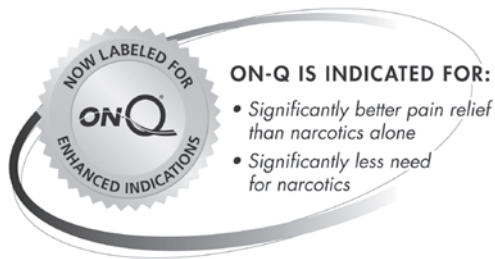 NOW LABELED FOR
ON Q®
ENHANCED INDICATIONS
ON-Q IS INDICATED FOR:
• Significantly better pain relief
than narcotics alone
• Significantly less need
for narcotics